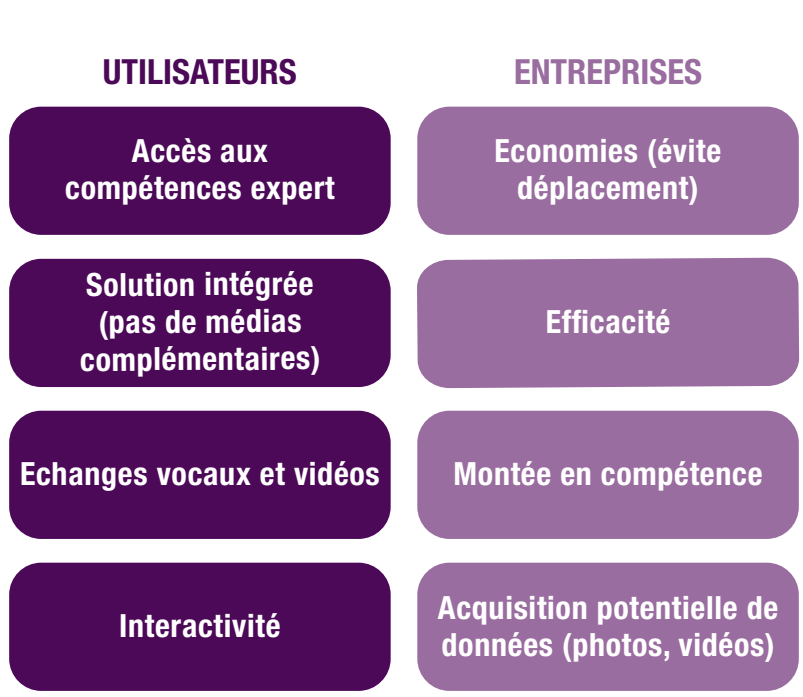 UTILISATEURS
Accès aux
compétences expert
Solution intégrée
(pas de médias
complémentaires)
Echanges vocaux et vidéos
Interactivité
ENTREPRISES
Economies (évite
déplacement)
Efficacité
Montée en compétence
Acquisition potentielle de
données (photos, vidéos)